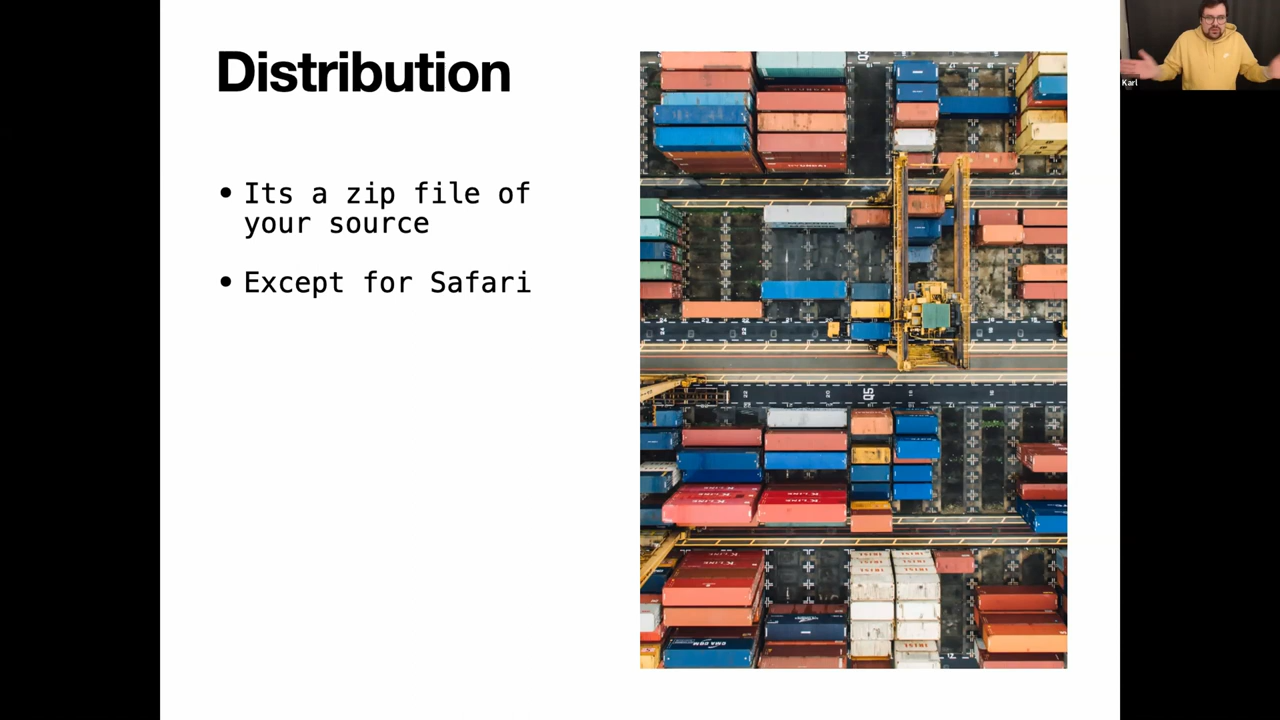 Distribution
• Its a zip file of
your source
• Except for Safari
Karl